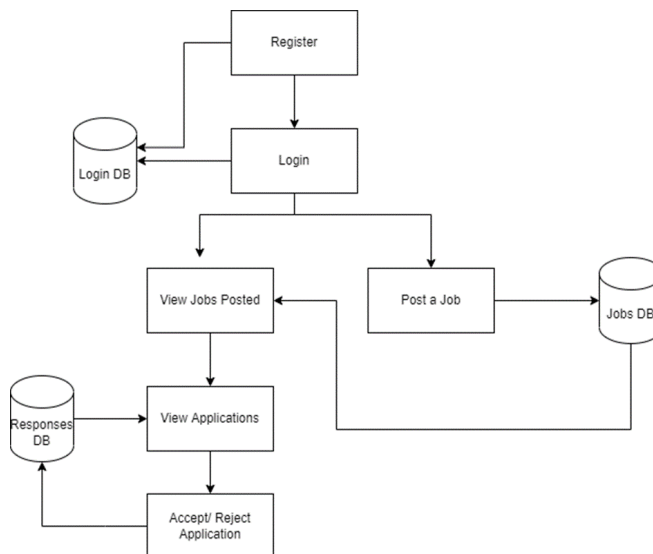 Register
Login DB
Login
View Jobs Posted
Post a Job
Jobs DB
Responses
DB
View Applications
Accept/ Reject
Application